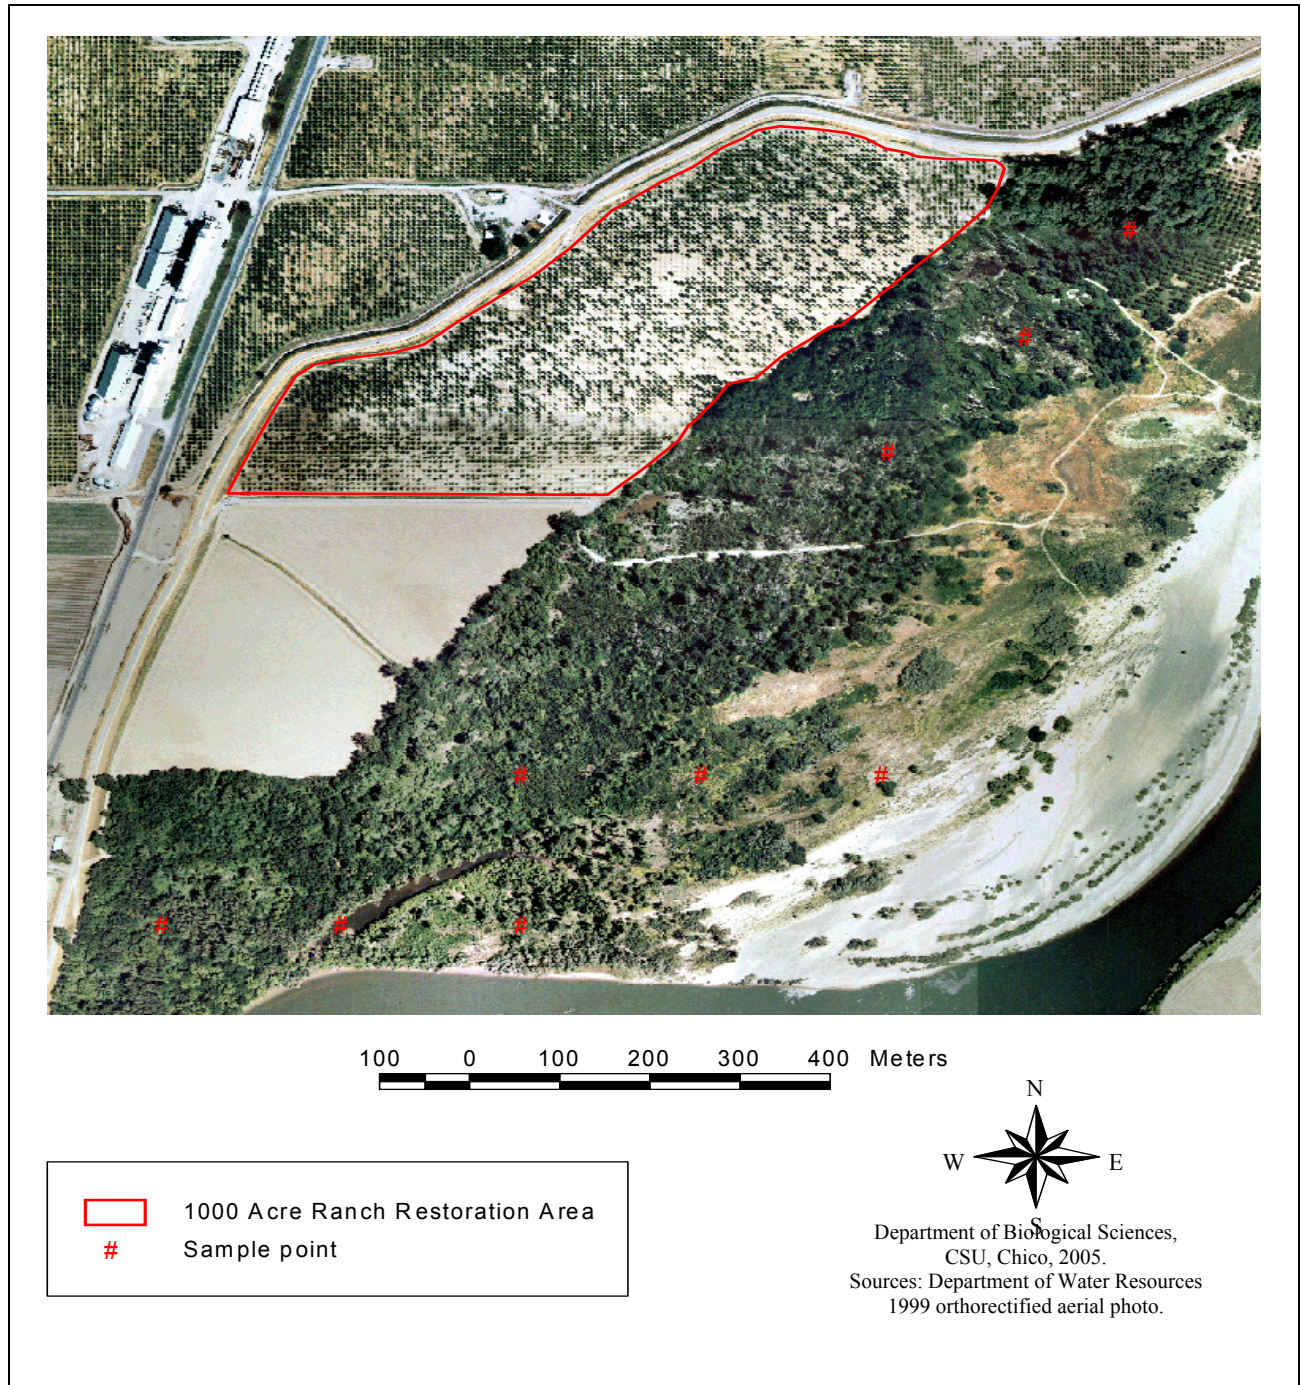 #
#
#
# # #
# # #
100 0 100 200 300 400 Meters
N
W E
S
1000 Acre Ranch Restoration Area
# Sample point
Department of Biological Sciences,
CSU, Chico, 2005.
Sources: Department of Water Resources
1999 orthorectified aerial photo.